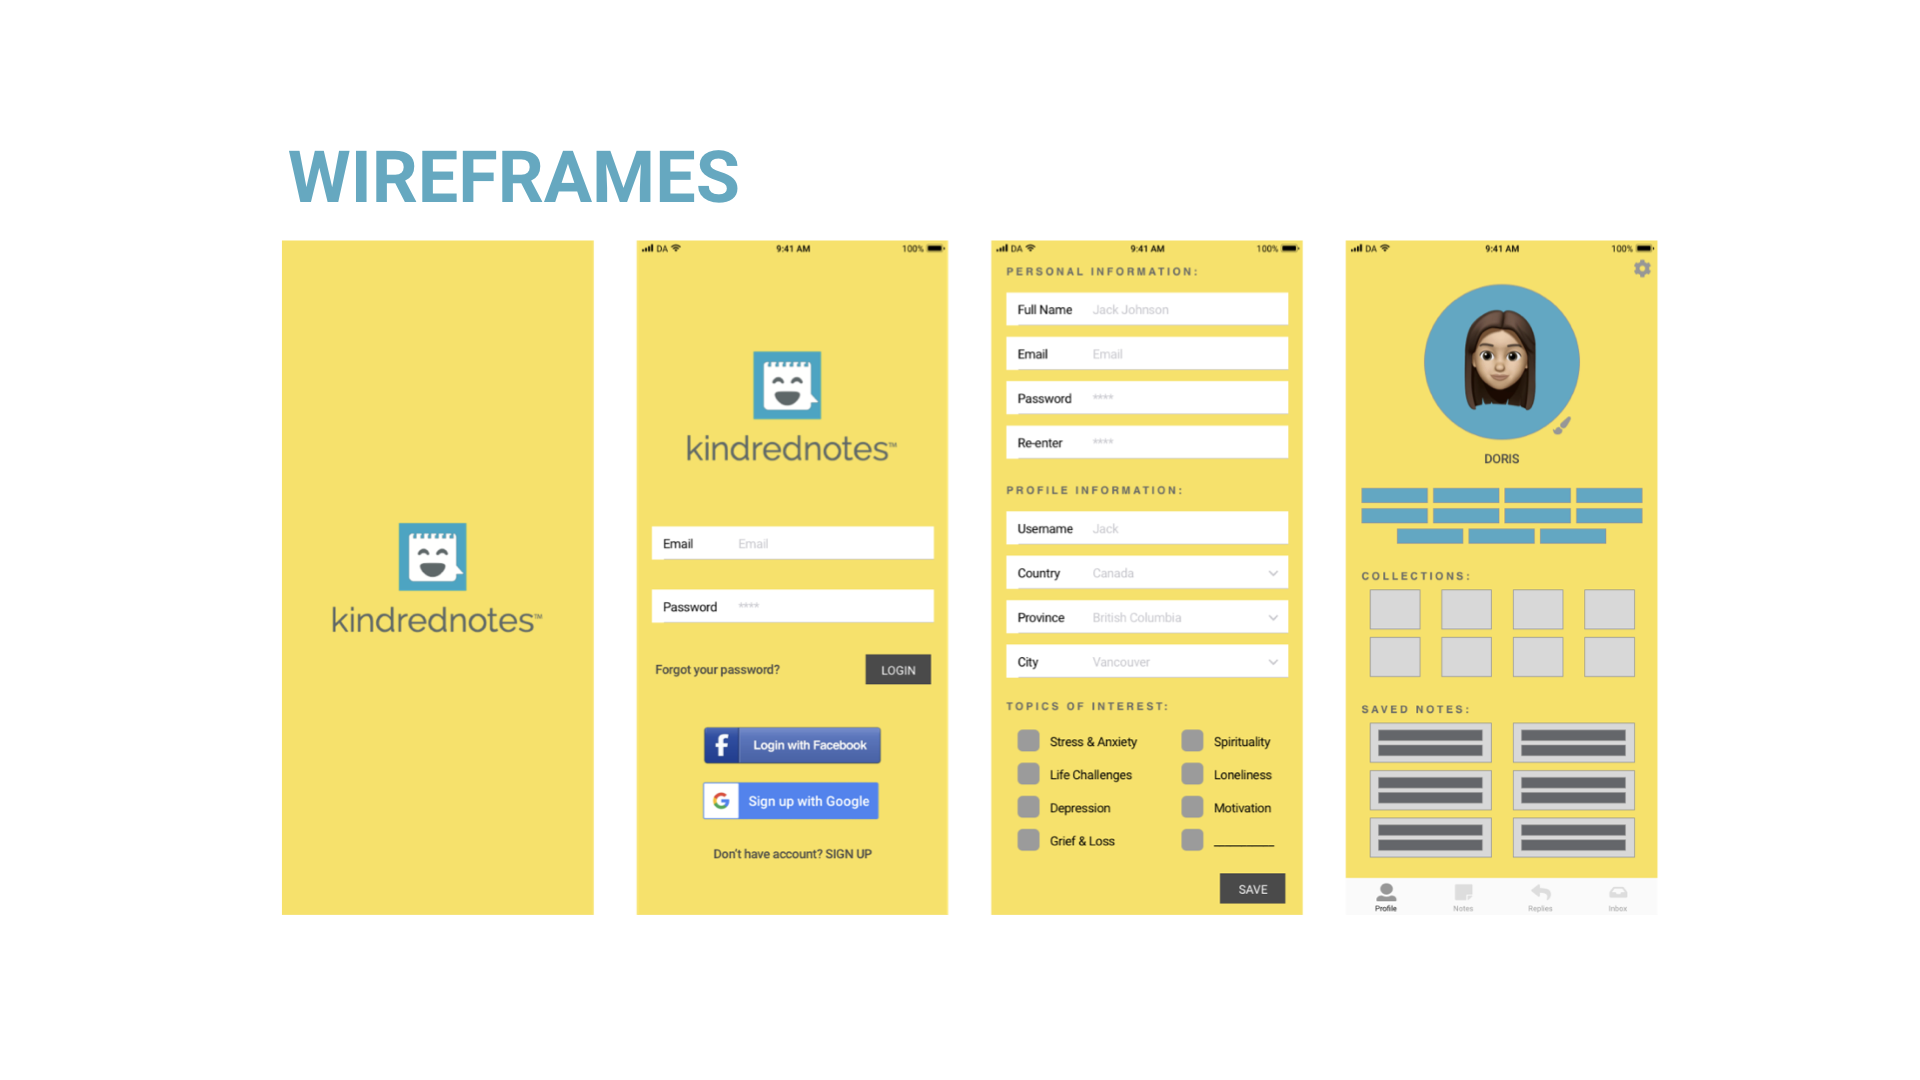 WIREFRAMES
kindrednotes™
DA 9:41 AM 100%
kindrednotes™
Email Email
Password ****
Forgot your password? LOGIN
f Login with Facebook
G Sign up with Google
Don't have account? SIGN UP
DA 9:41 AM 100%
PERSONAL INFORMATION:
Full Name Jack Johnson
Email Email
Password ****
Re-enter ****
PROFILE INFORMATION:
Username Jack
Country Canada
Province British Columbia
City Vancouver
TOPICS OF INTEREST:
Stress & Anxiety Spirituality
Life Challenges Loneliness
Depression Motivation
Grief & Loss __________
SAVE
DA 9:41 AM 100%
DORIS
COLLECTIONS:
SAVED NOTES:
Profile Notes Replies Inbox